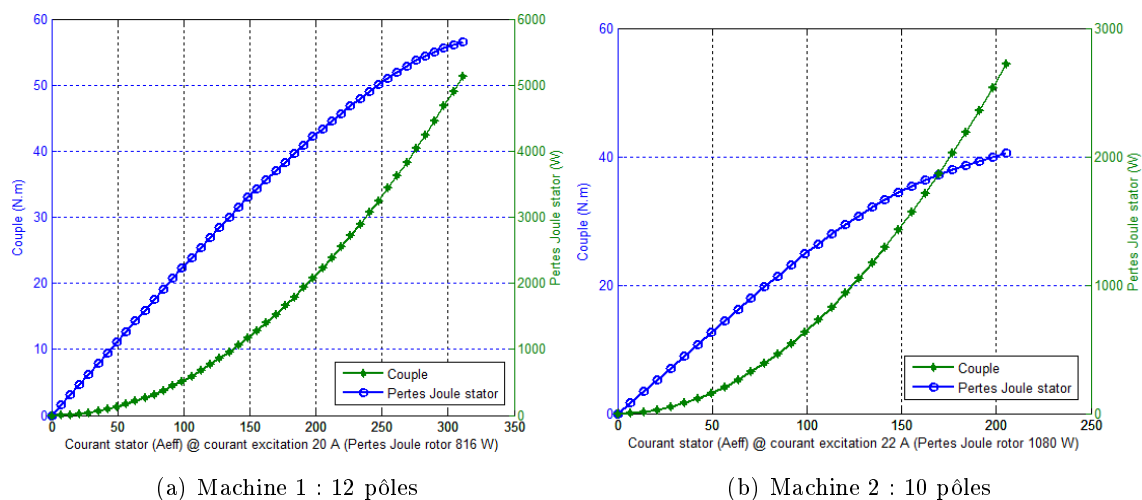 60
50
40
30
20
10
0
Couple (N.m)
6000
5000
4000
3000
2000
1000
0
Pertes Joule stator (W)
Couple
Pertes Joule stator
0 50 100 150 200 250 300 350
Courant stator (Aeff) @ courant excitation 20 A (Pertes Joule rotor 816 W)
(a) Machine 1 : 12 pôles
60
40
20
0
Couple (N.m)
3000
2000
1000
0
Pertes Joule stator (W)
Couple
Pertes Joule stator
0 50 100 150 200 250
Courant stator (Aeff) @ courant excitation 22 A (Pertes Joule rotor 1080 W)
(b) Machine 2 : 10 pôles